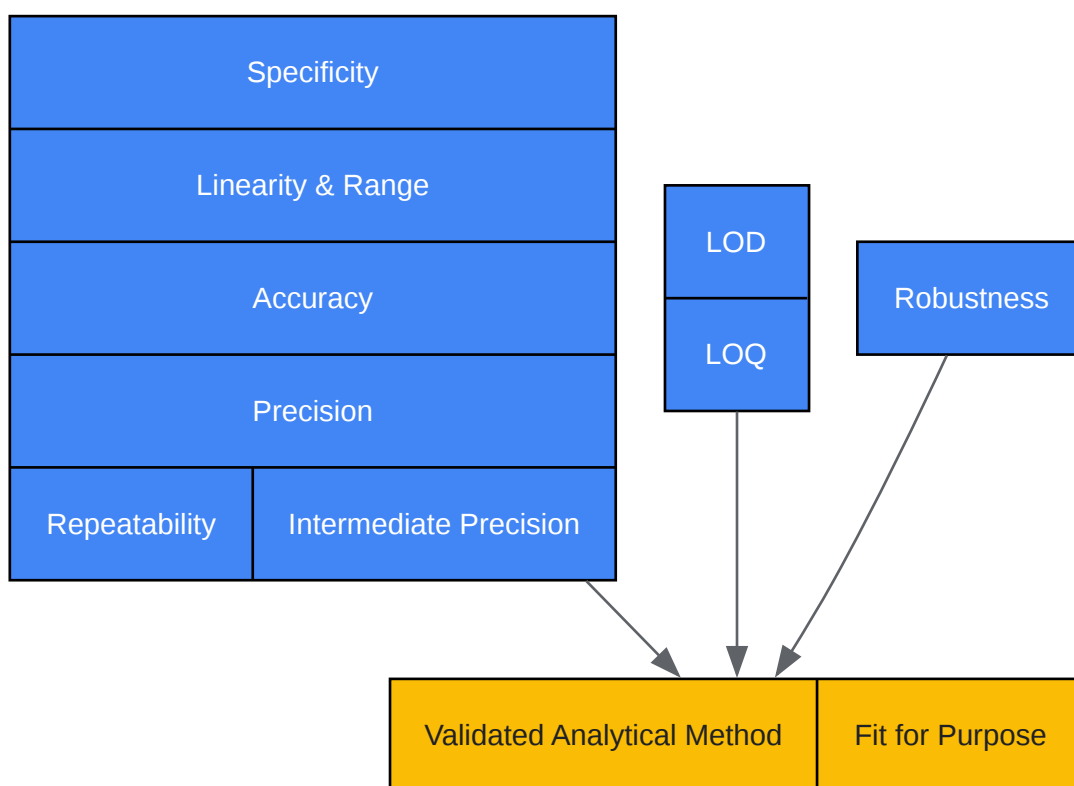 Specificity
Linearity & Range
Accuracy
Precision
Repeatability
Intermediate Precision
LOD
LOQ
Robustness
Validated Analytical Method
Fit for Purpose